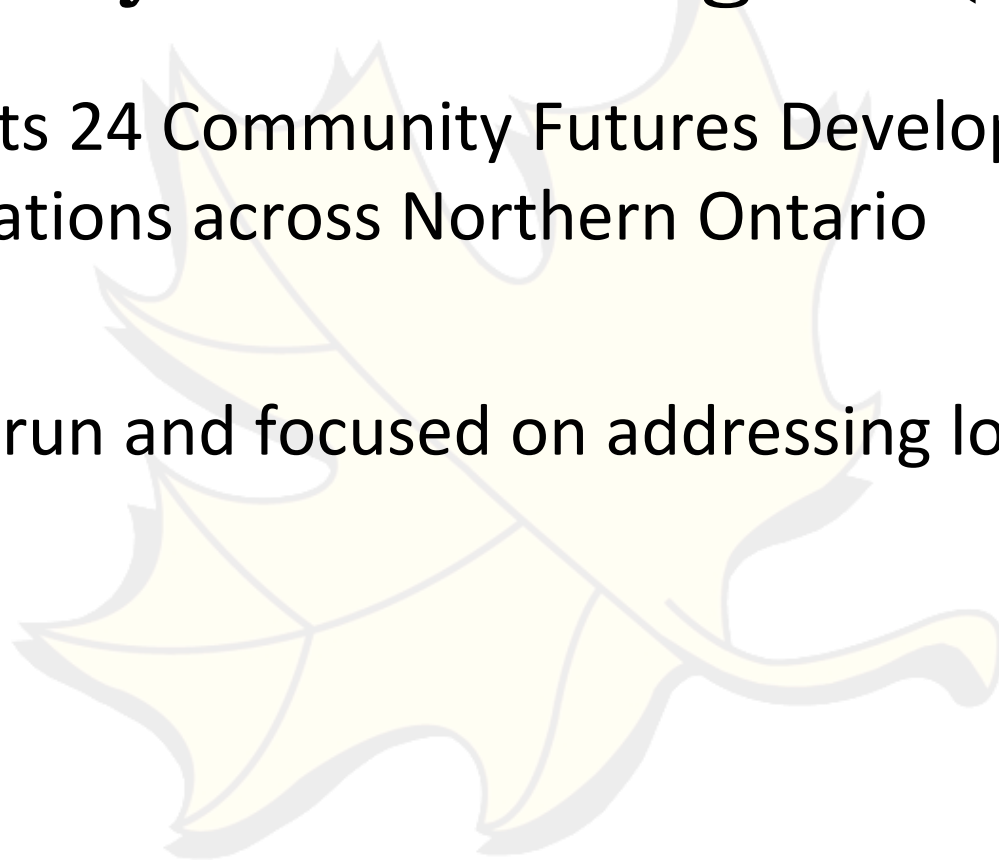 ts 24 Community Futures Develop
ations across Northern Ontario
run and focused on addressing lo